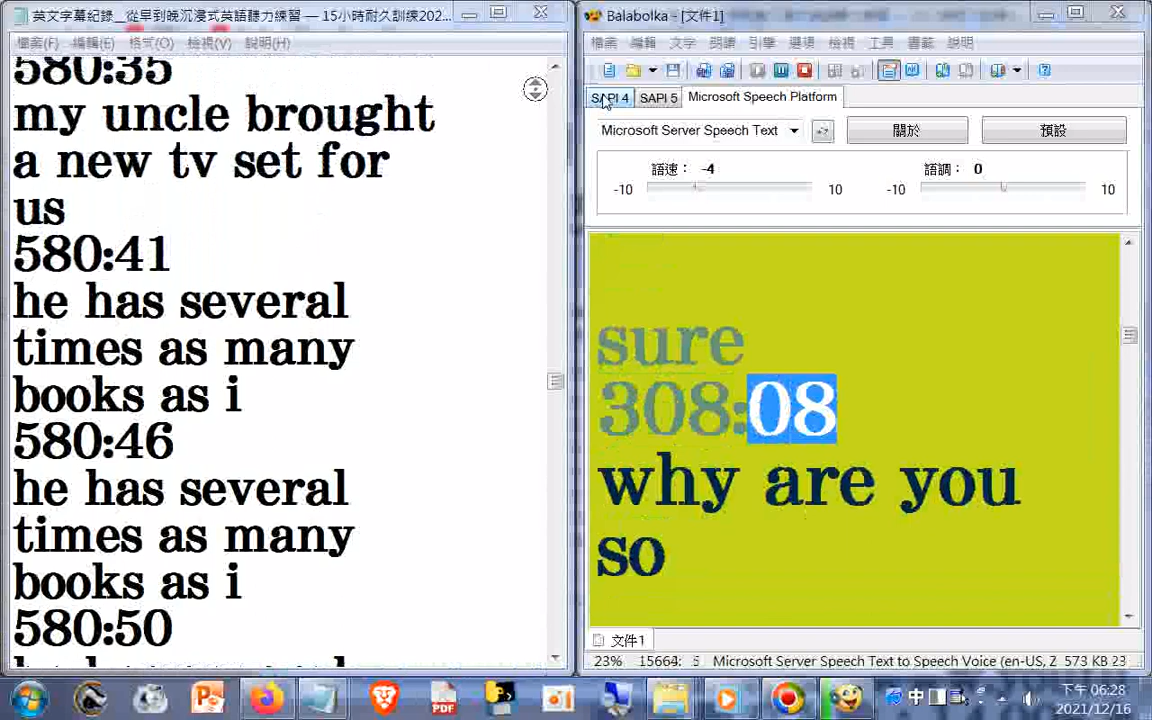 英文字幕紀錄__從早到晚沉浸式英語聽力練習 — 15小時耐久訓練202...
檔案(F) 編輯(E) 格式(O) 檢視(V) 說明(H)
580:35
my uncle brought
a new tv set for
us
580:41
he has several
times as many
books as i
580:46
he has several
times as many
books as i
580:50
Balabolka - [文件1]
檔案 編輯 文字 朗讀 引擎 選項 檢視 工具 書籤 說明
SAPI 4 SAPI 5 Microsoft Speech Platform
Microsoft Server Speech Text 關於 預設
語速： -4 語調： 0
-10 10 -10 10
sure
308:08
why are you
so
文件1
23% 15664: 5 Microsoft Server Speech Text to Speech Voice (en-US, Z 573 KB 23
PDF
中
下午 06:28
2021/12/16